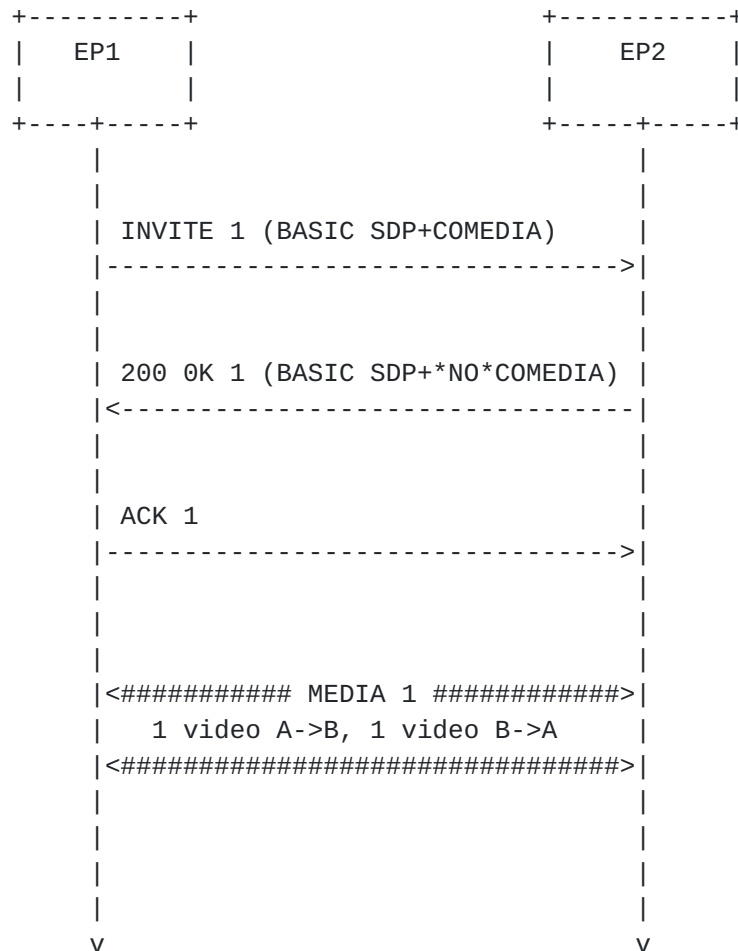 EP1 EP2
INVITE 1 (BASIC SDP+COMEDIA)
200 0K 1 (BASIC SDP+*NO*COMEDIA)
ACK 1
<########### MEDIA 1 ############>
1 video A->B, 1 video B->A
<################################>
v v